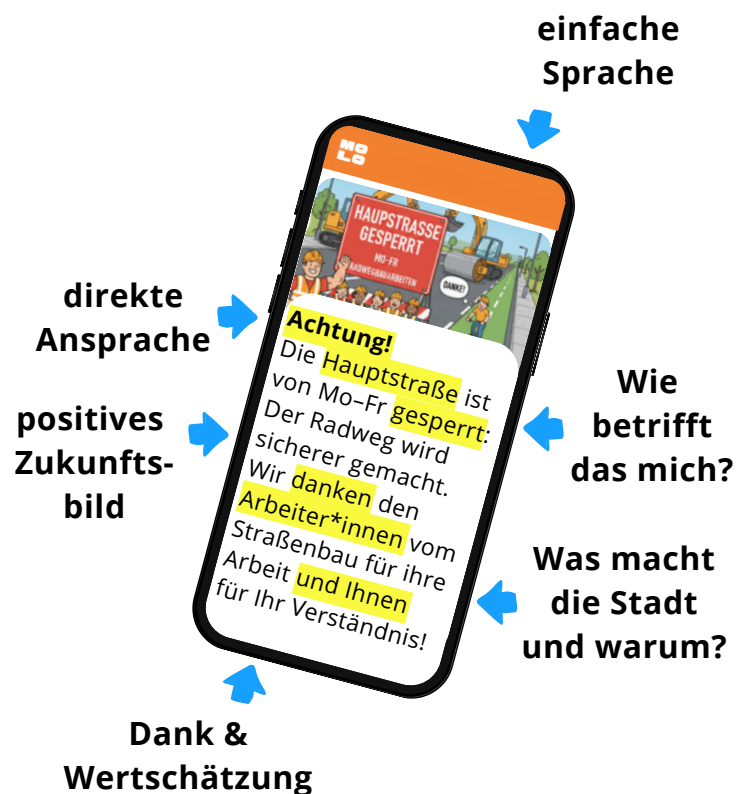 einfache
Sprache
MO
LO
HAUPSTRASSE
GESPERRT
MO-FR
RADWEGBAUARBEITEN
DANKE!
direkte
Ansprache
Achtung!
Die Hauptstraße ist
von Mo–Fr gesperrt:
Der Radweg wird
sicherer gemacht.
Wir danken den
Arbeiter*innen vom
Straßenbau für ihre
Arbeit und Ihnen
für Ihr Verständnis!
Wie
betrifft
das mich?
positives
Zukunfts-
bild
Was macht
die Stadt
und warum?
Dank &
Wertschätzung